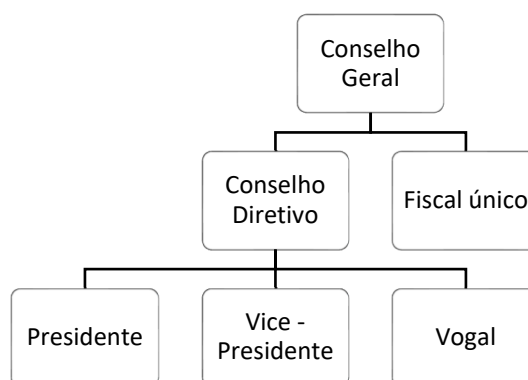 Conselho
Geral
Conselho
Diretivo
Fiscal único
Presidente
Vice -
Presidente
Vogal